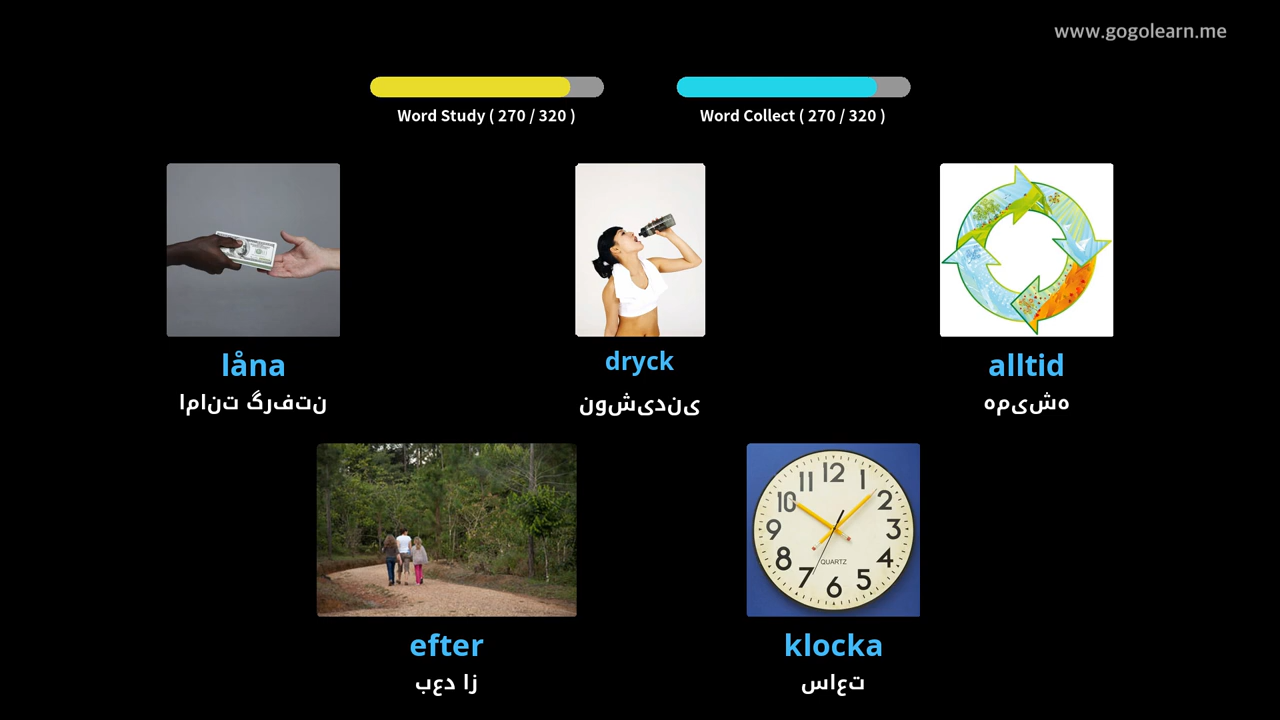 www.gogolearn.me
Word Study ( 270 / 320 )
Word Collect ( 270 / 320 )
låna
امانت گرفتن
dryck
نوشیدنی
alltid
همیشه
efter
بعد از
12
1
2
3
4
5
6
7
8
9
10
11
QUARTZ
klocka
ساعت